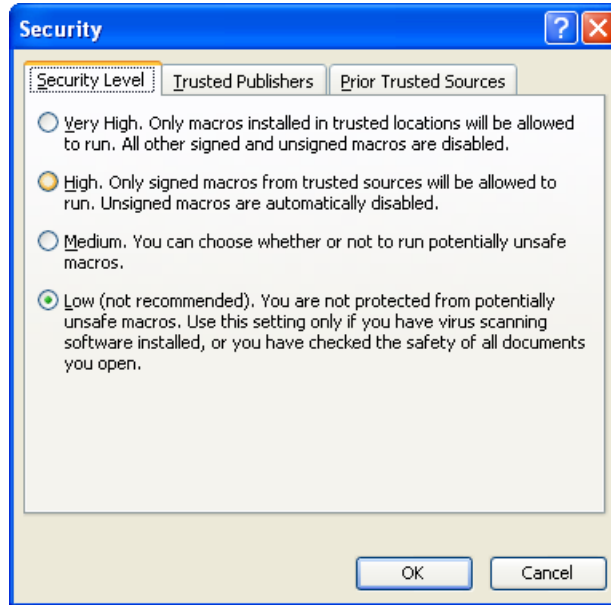 Security
Security Level
Trusted Publishers
Prior Trusted Sources
Very High. Only macros installed in trusted locations will be allowed
to run. All other signed and unsigned macros are disabled.
High. Only signed macros from trusted sources will be allowed to
run. Unsigned macros are automatically disabled.
Medium. You can choose whether or not to run potentially unsafe
macros.
Low (not recommended). You are not protected from potentially
unsafe macros. Use this setting only if you have virus scanning
software installed, or you have checked the safety of all documents
you open.
OK
Cancel